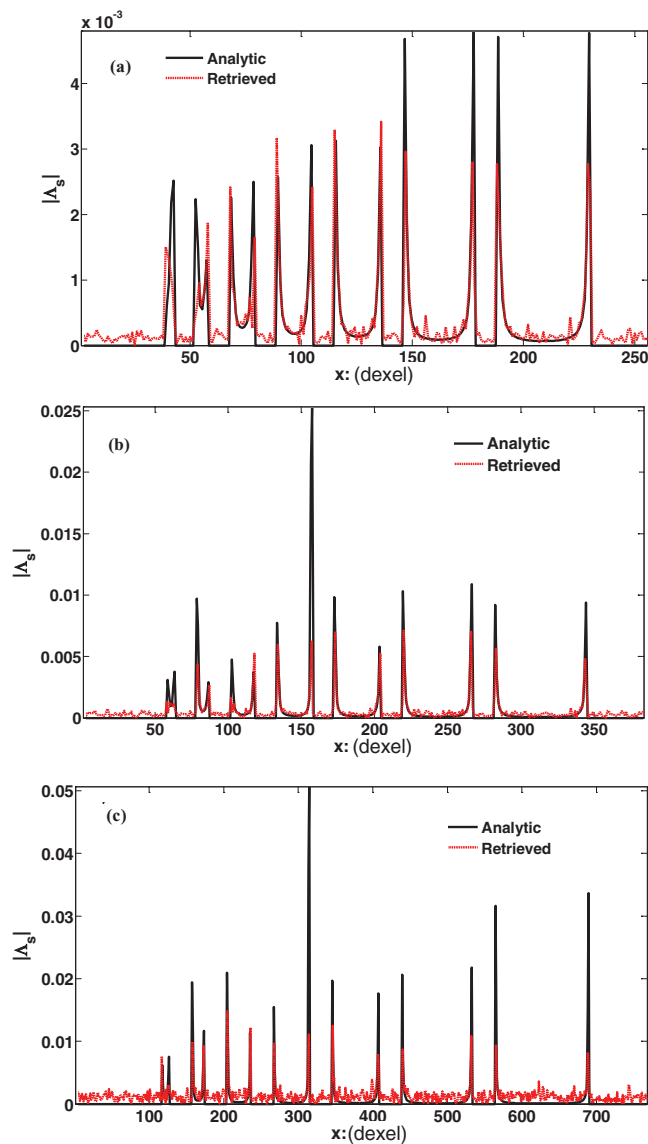 x 10⁻³
4
(a)
Analytic
Retrieved
3
|Λₛ|
2
1
0
50 100 150 200 250
x: (dexel)
0.025
(b)
Analytic
0.02
Retrieved
0.015
|Λₛ|
0.01
0.005
0
50 100 150 200 250 300 350
x: (dexel)
0.05
(c)
Analytic
0.04
Retrieved
0.03
|Λₛ|
0.02
0.01
0
100 200 300 400 500 600 700
x: (dexel)